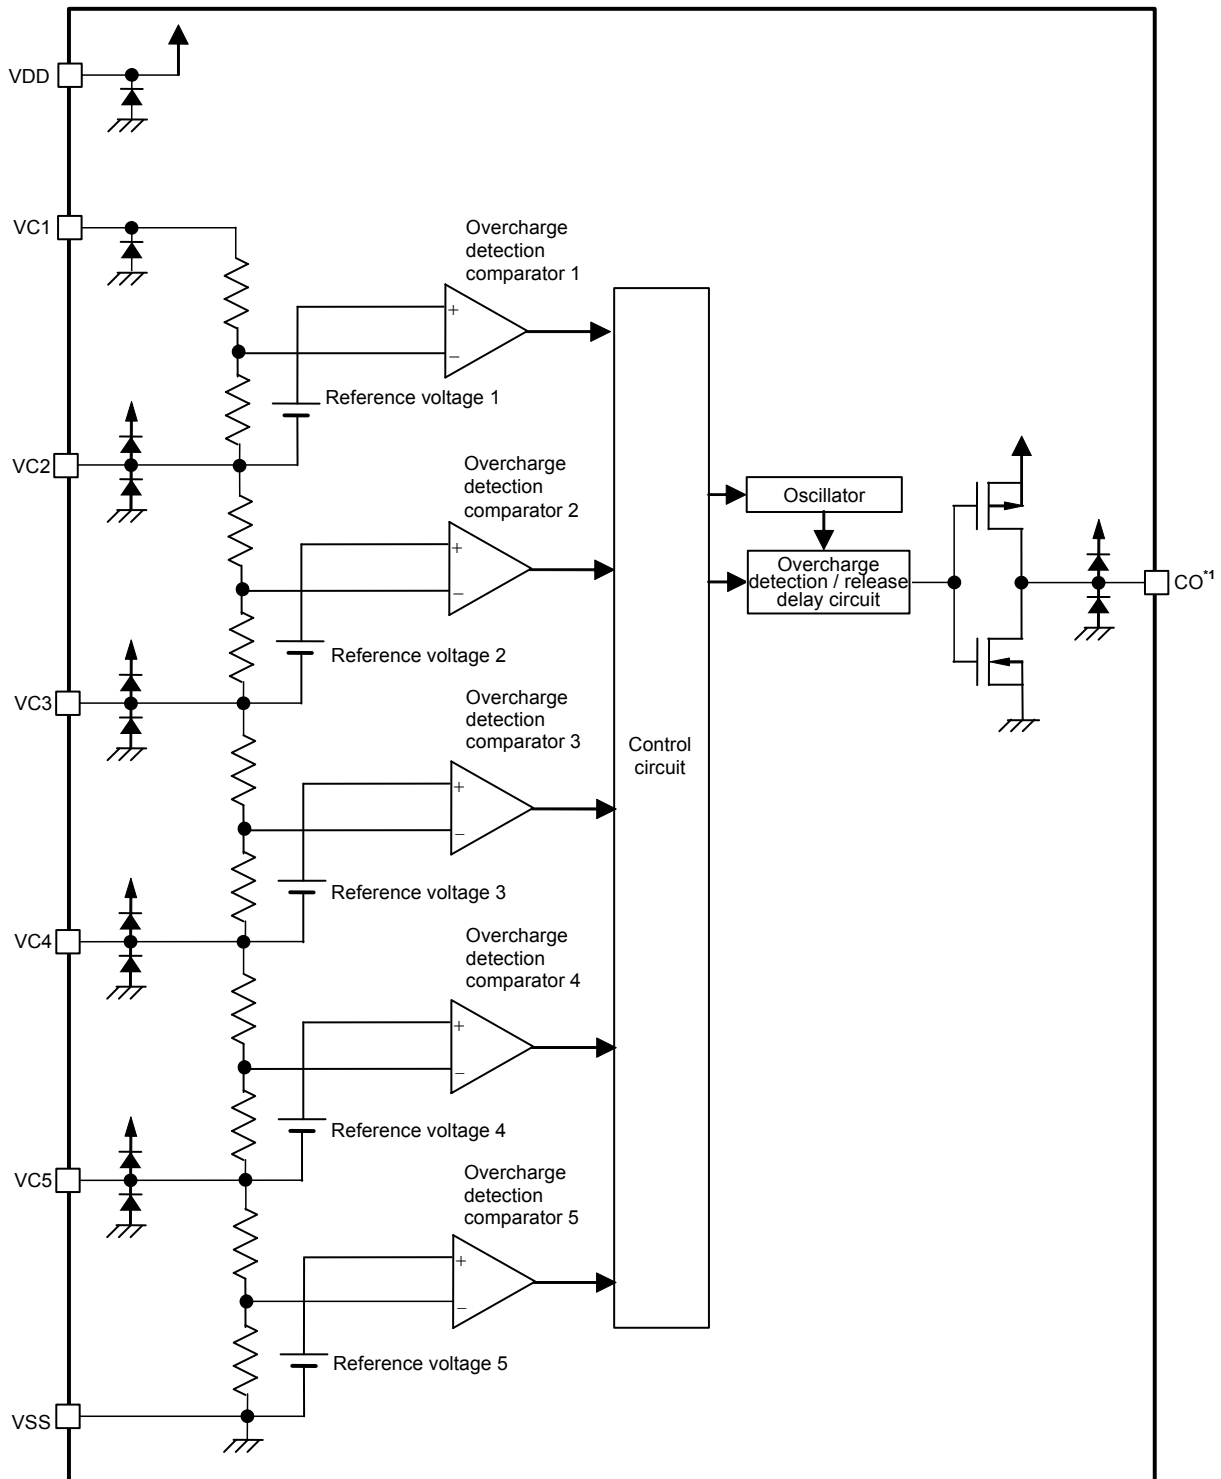 VDD
VC1
Overcharge
detection
comparator 1
+
−
Reference voltage 1
VC2
Overcharge
detection
comparator 2
+
−
Oscillator
Overcharge
detection / release
delay circuit
CO*1
Reference voltage 2
VC3
Overcharge
detection
comparator 3
+
−
Control
circuit
Reference voltage 3
VC4
Overcharge
detection
comparator 4
+
−
Reference voltage 4
VC5
Overcharge
detection
comparator 5
+
−
Reference voltage 5
VSS